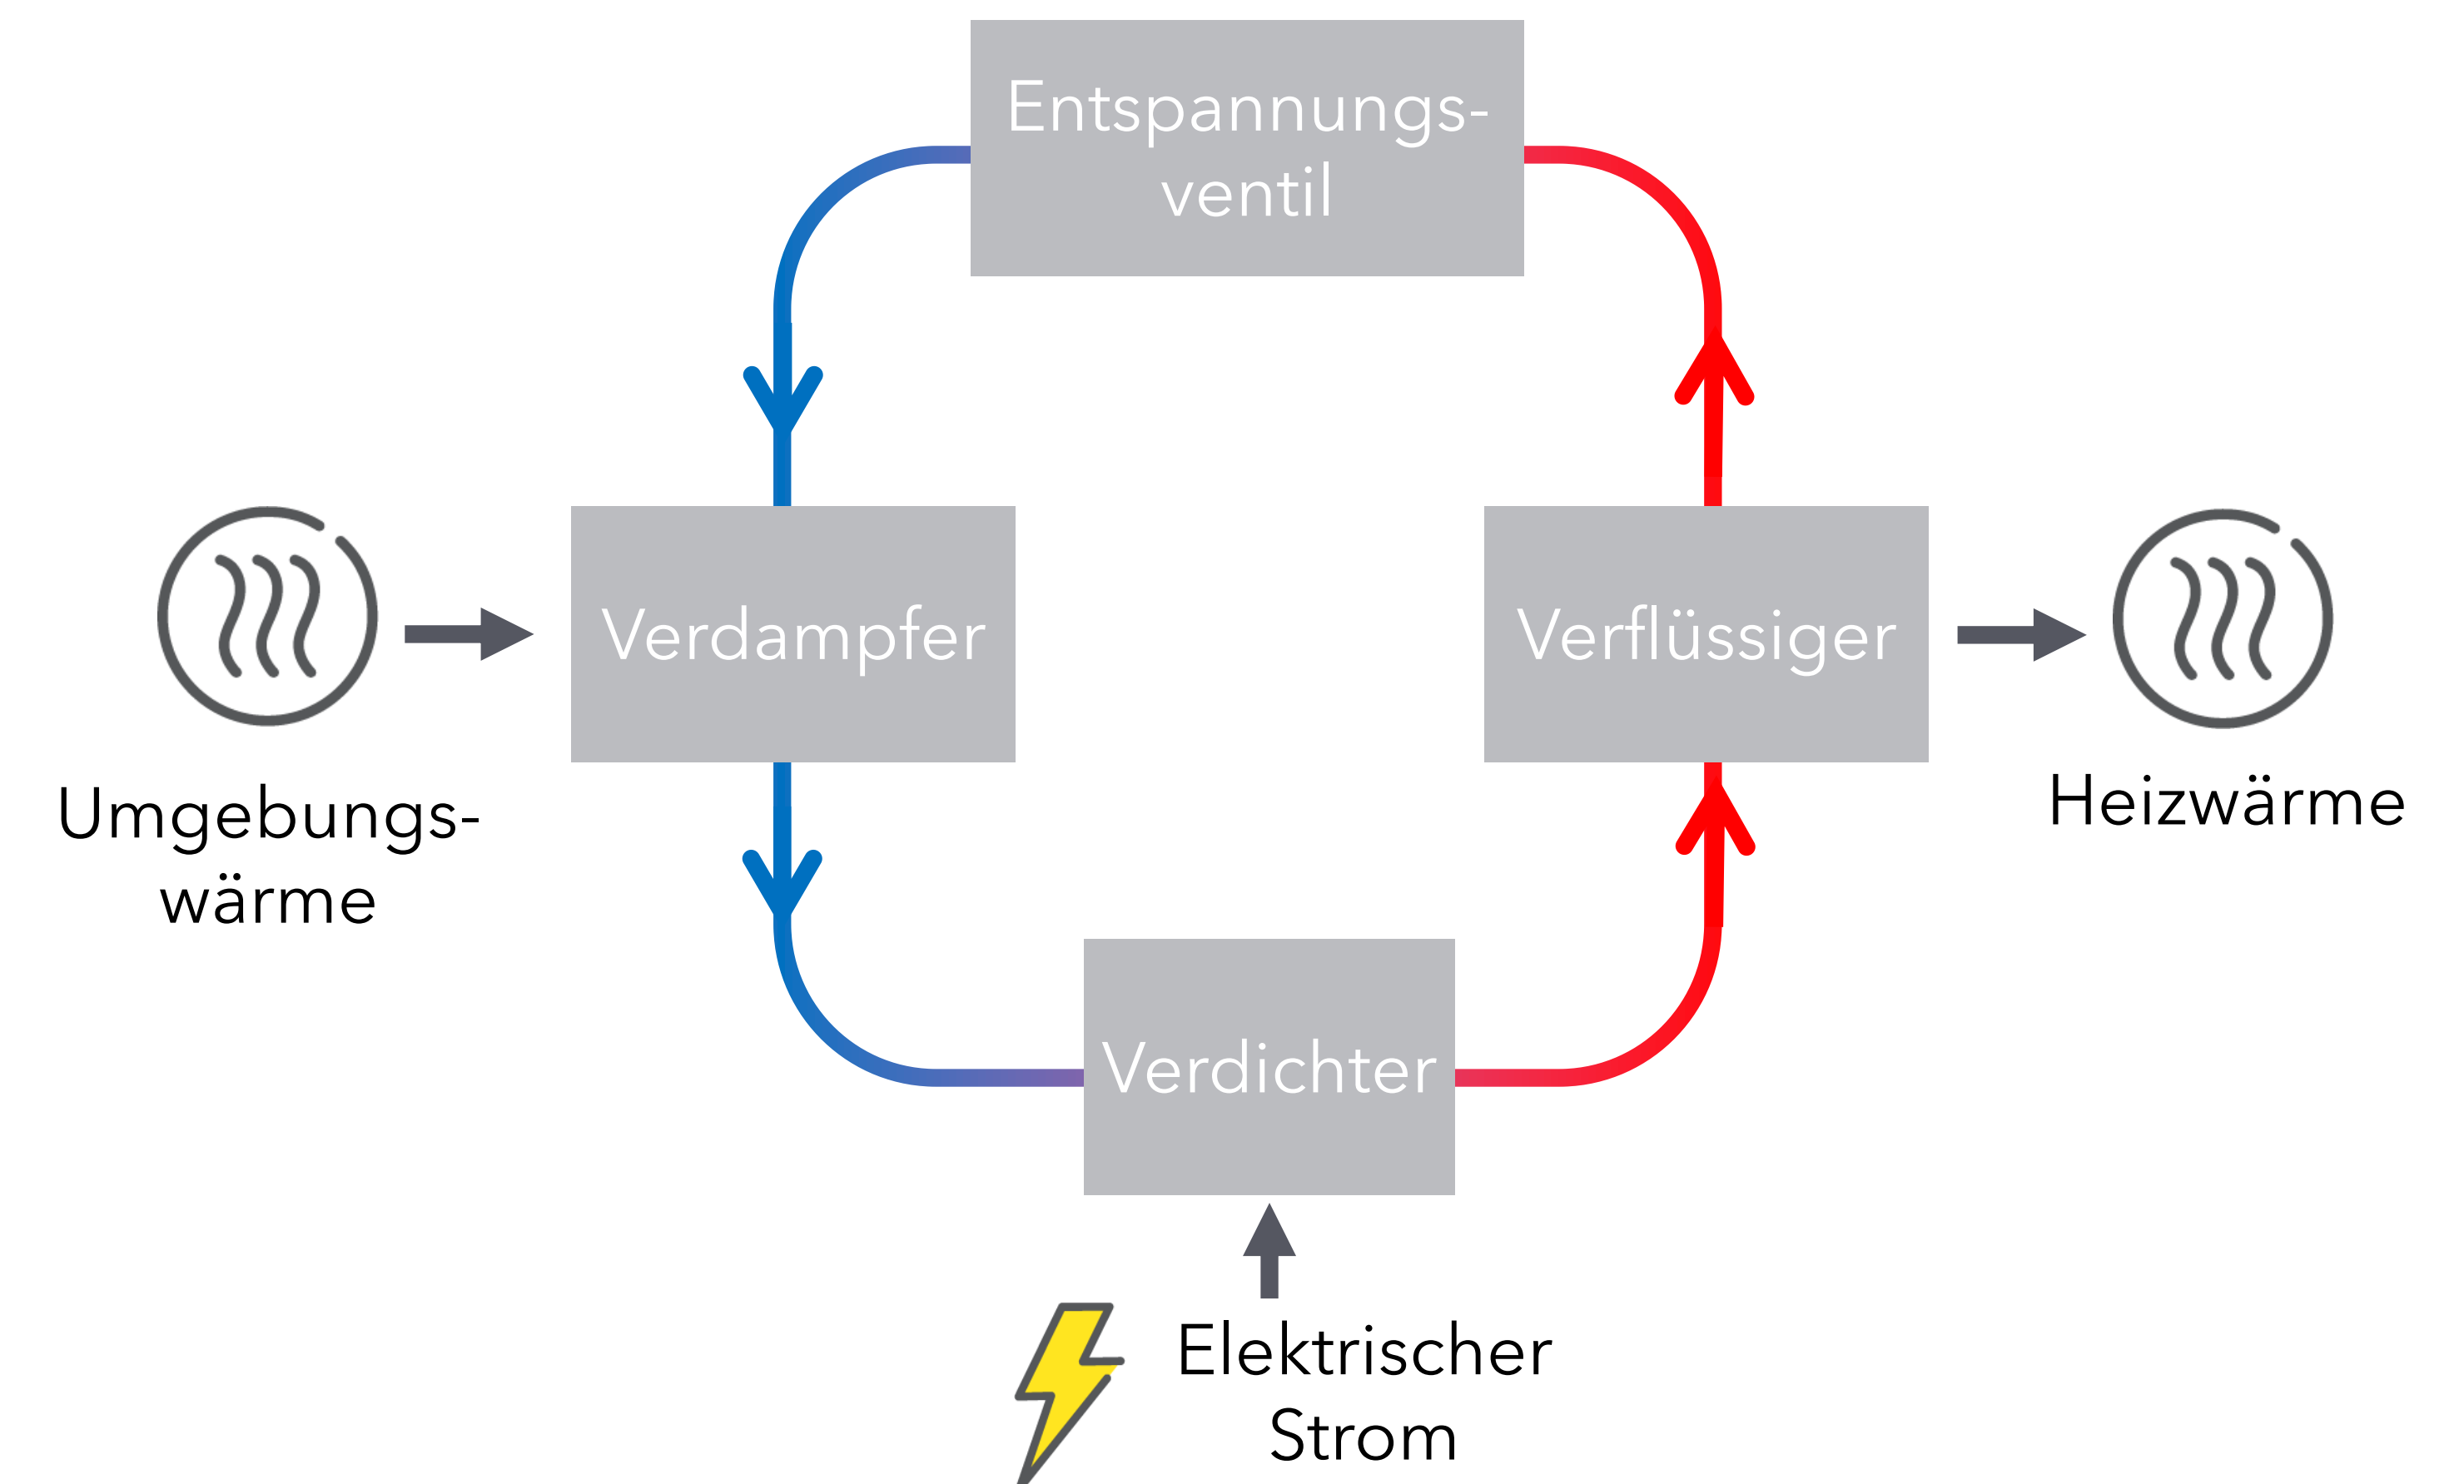 Entspannungs-
ventil
Verdampfer
Verflüssiger
Umgebungs-
wärme
Heizwärme
Verdichter
Elektrischer
Strom